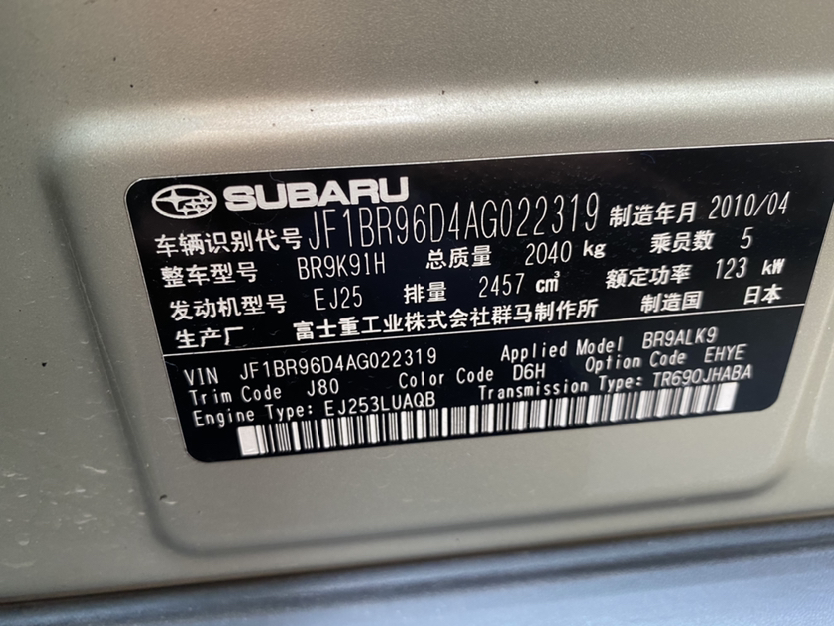 SUBARU
车辆识别代号 JF1BR96D4AG022319 制造年月 2010/04
整车型号 BR9K91H 总质量 2040 kg 乘员数 5
发动机型号 EJ25 排量 2457 cm³ 额定功率 123 kW
生产厂 富士重工业株式会社群马制作所 制造国 日本
VIN JF1BR96D4AG022319 Applied Model BR9ALK9
Trim Code J80 Color Code D6H Option Code EHYE
Engine Type: EJ253LUAQB Transmission Type: TR690JHABA